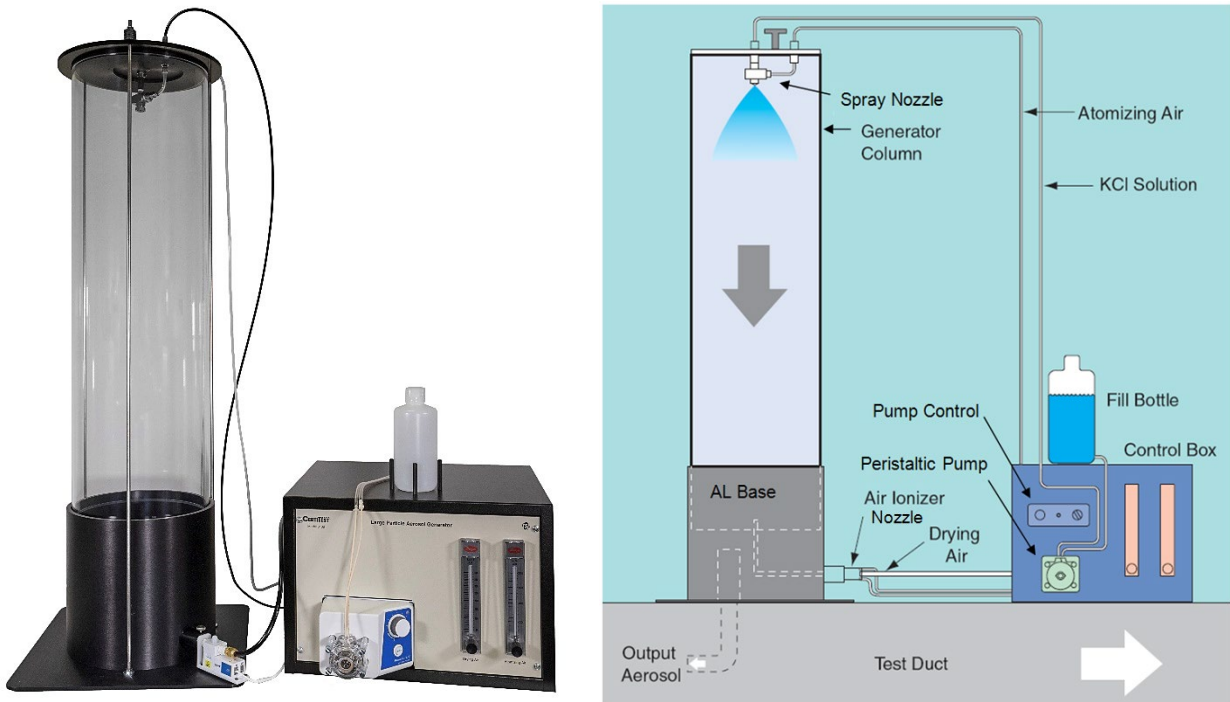 Large Particle Aerosol Generator
Spray Nozzle
Generator
Column
Atomizing Air
KCl Solution
Fill Bottle
Pump Control
Control Box
Peristaltic Pump
AL Base
Air Ionizer
Nozzle
Drying
Air
Output
Aerosol
Test Duct